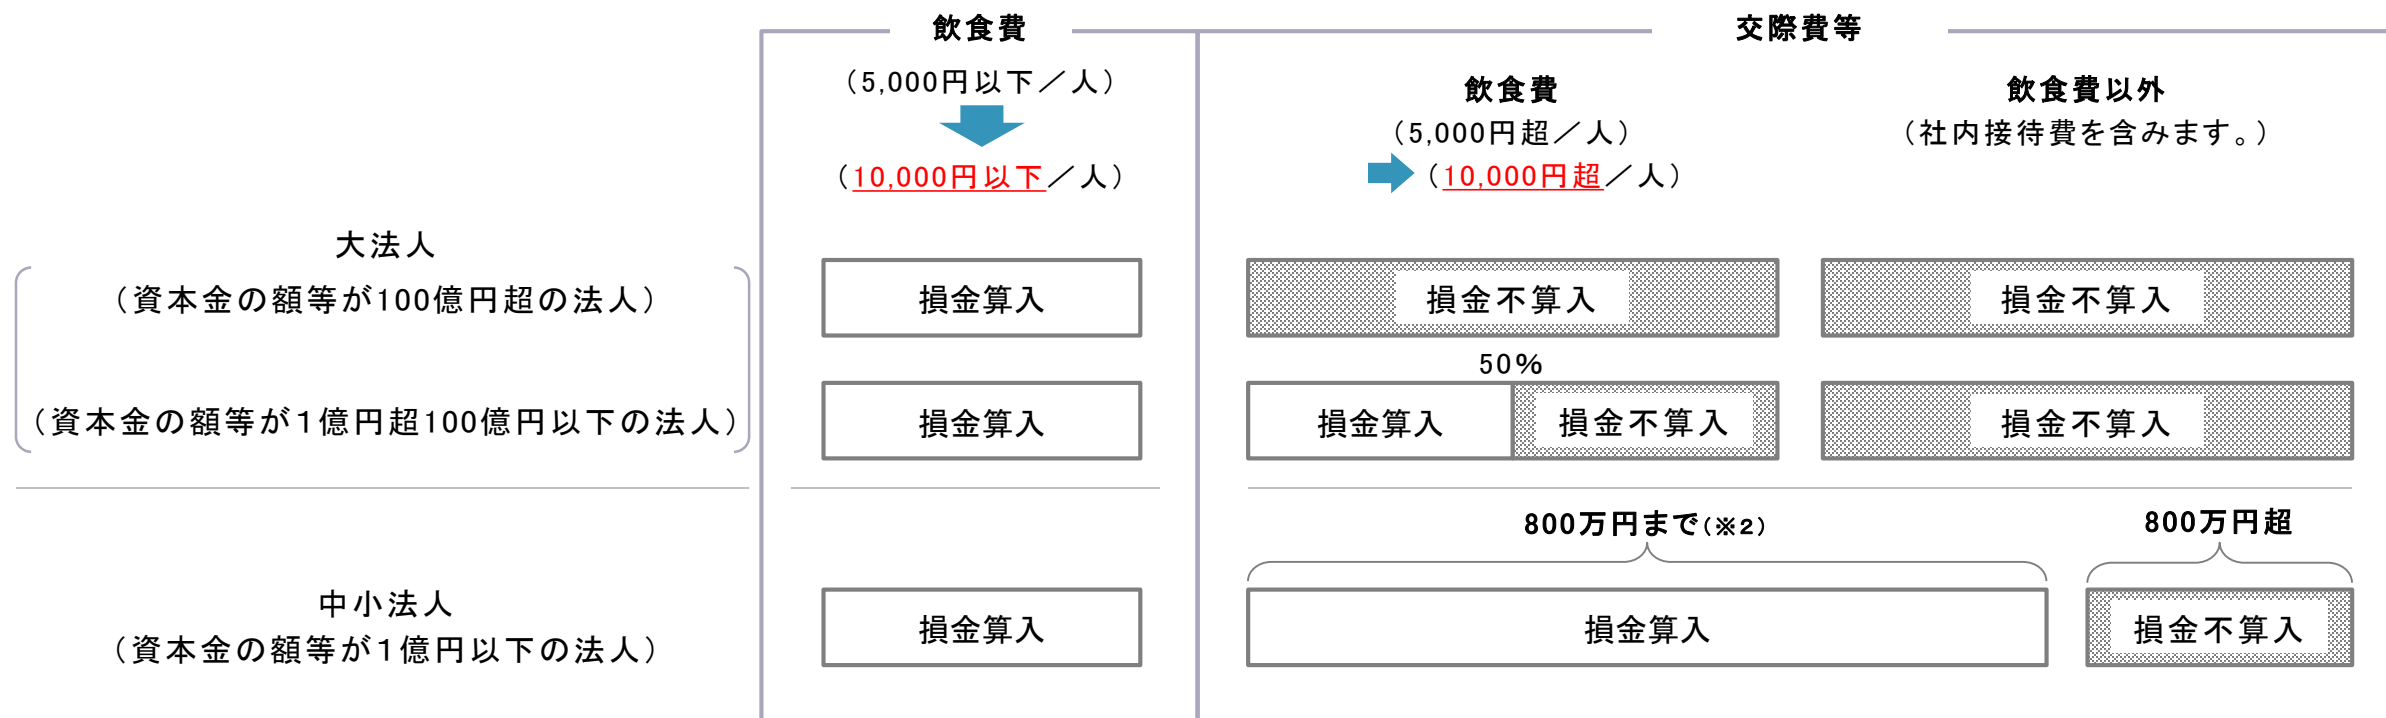 飲食費
交際費等
（5,000円以下／人）
（10,000円以下／人）
飲食費
（5,000円超／人）
（10,000円超／人）
飲食費以外
（社内接待費を含みます。）
大法人
（資本金の額等が100億円超の法人）
損金算入
損金不算入
損金不算入
50％
（資本金の額等が１億円超100億円以下の法人）
損金算入
損金算入
損金不算入
損金不算入
800万円まで（※２）
800万円超
中小法人
（資本金の額等が１億円以下の法人）
損金算入
損金算入
損金不算入